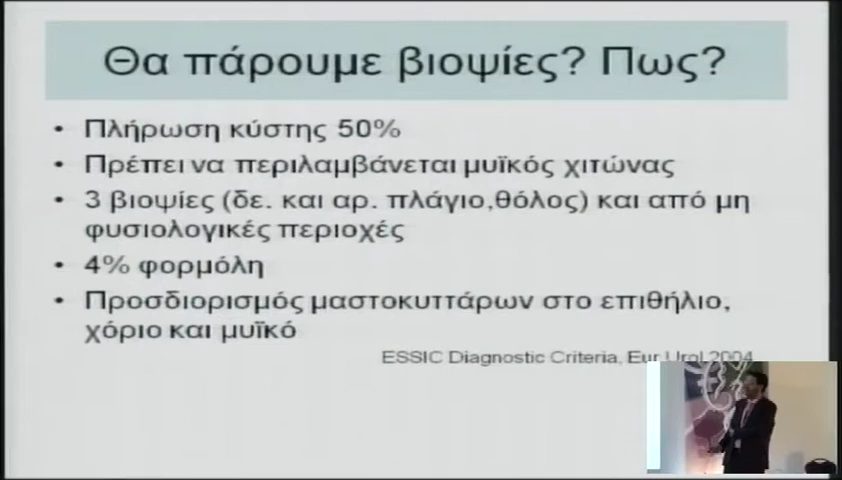 Θα πάρουμε βιοψίες? Πως?
• Πλήρωση κύστης 50%
• Πρέπει να περιλαμβάνεται μυϊκός χιτώνας
• 3 βιοψίες (δε. και αρ. πλάγιο,θόλος) και από μη
φυσιολογικές περιοχές
• 4% φορμόλη
• Προσδιορισμός μαστοκυττάρων στο επιθήλιο,
χόριο και μυϊκό
ESSIC Diagnostic Criteria, Eur Urol 2004